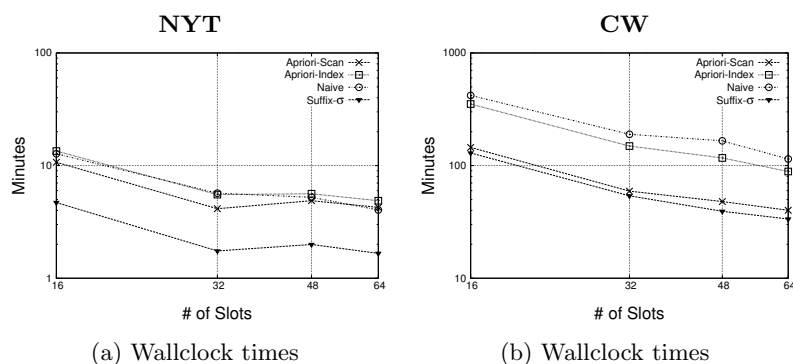 NYT
100
10
1
Minutes
16
32
48
64
# of Slots
Apriori-Scan
Apriori-Index
Naive
Suffix-σ
(a) Wallclock times
CW
1000
100
10
Minutes
16
32
48
64
# of Slots
Apriori-Scan
Apriori-Index
Naive
Suffix-σ
(b) Wallclock times